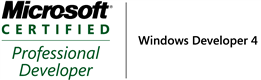 Microsoft
CERTIFIED
Professional
Developer
Windows Developer 4